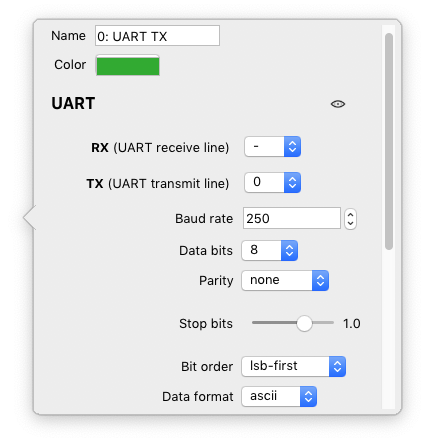 Name 0: UART TX
Color
UART
RX (UART receive line) -
TX (UART transmit line) 0
Baud rate 250
Data bits 8
Parity none
Stop bits 1.0
Bit order lsb-first
Data format ascii